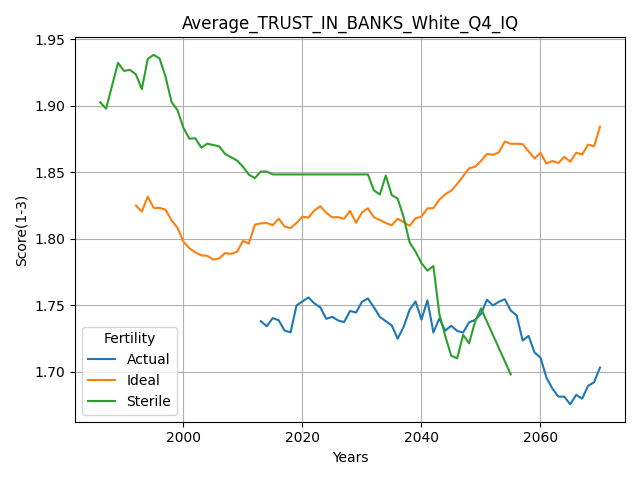 Average_TRUST_IN_BANKS_White_Q4_IQ
1.95
1.90
1.85
1.80
1.75
1.70
Score(1-3)
Fertility
Actual
Ideal
Sterile
2000 2020 2040 2060
Years